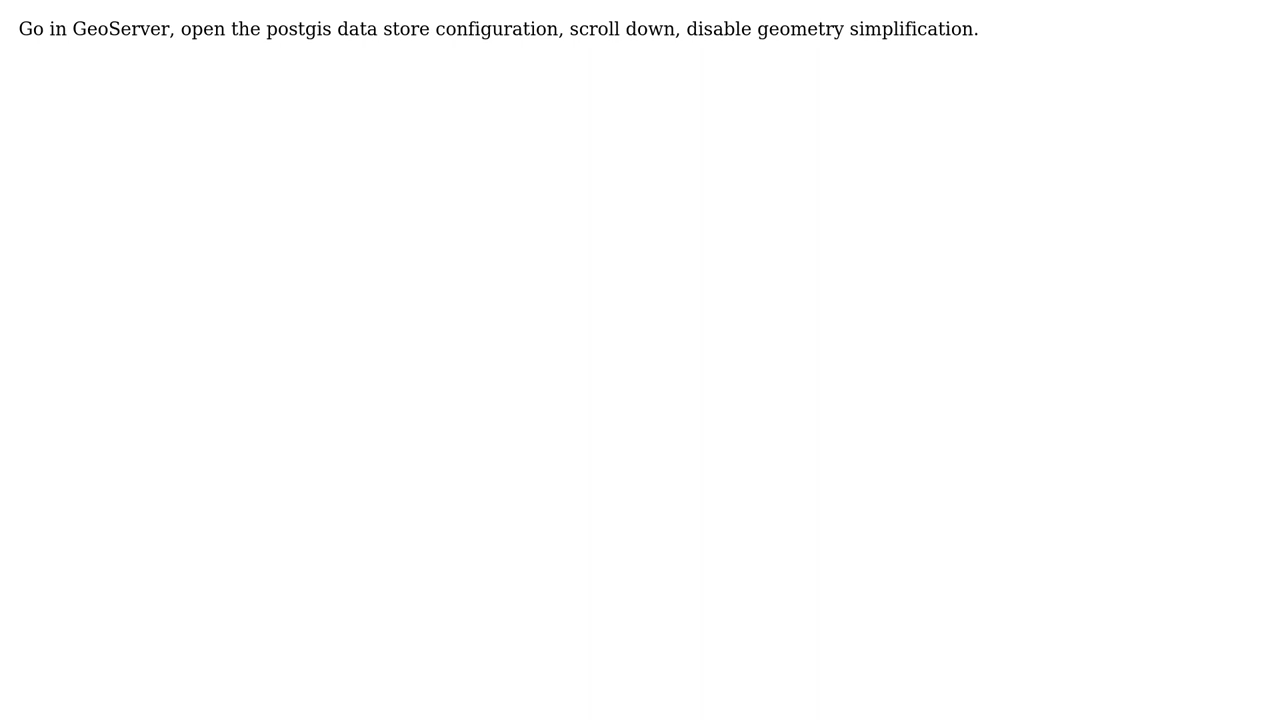 Go in GeoServer, open the postgis data store configuration, scroll down, disable geometry simplification.